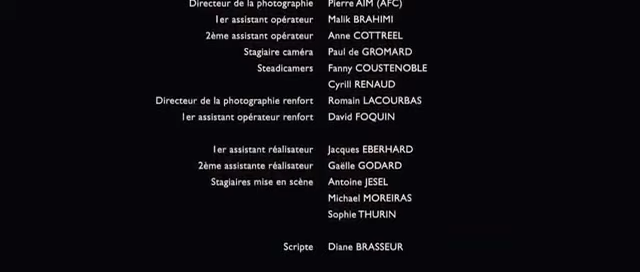 Directeur de la photographie Pierre AIM (AFC)
1er assistant opérateur Malik BRAHIMI
2ème assistant opérateur Anne COTTREEL
Stagiaire caméra Paul de GROMARD
Steadicamers Fanny COUSTENOBLE
Cyrill RENAUD
Directeur de la photographie renfort Romain LACOURBAS
1er assistant opérateur renfort David FOQUIN
1er assistant réalisateur Jacques EBERHARD
2ème assistante réalisateur Gaëlle GODARD
Stagiaires mise en scène Antoine JESEL
Michael MOREIRAS
Sophie THURIN
Scripte Diane BRASSEUR